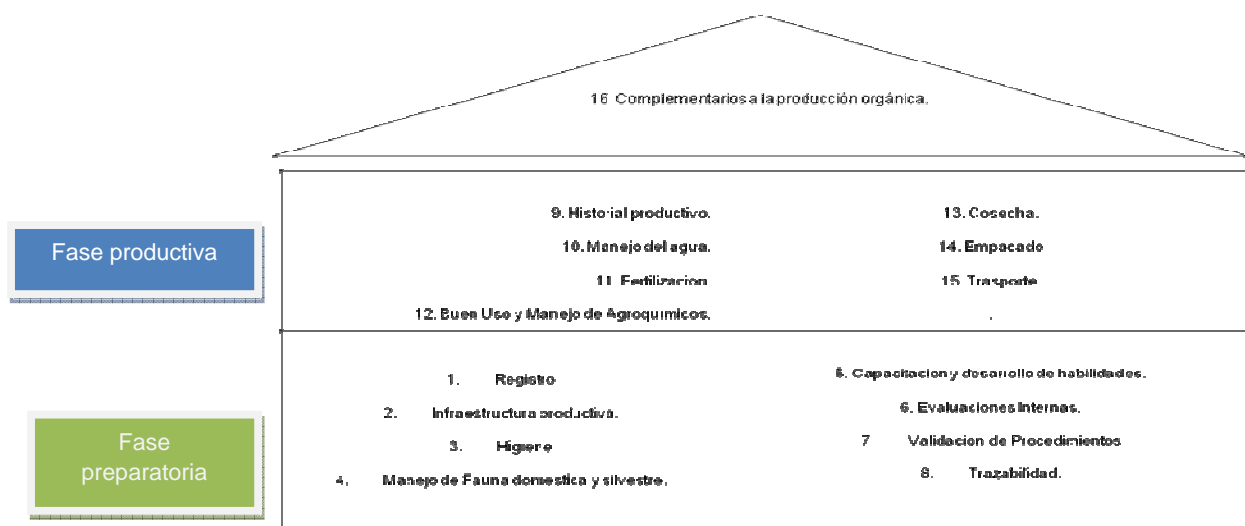 16 Complementarios a la producción orgánica.
Fase productiva
9. Historial productivo.
10. Manejo del agua.
11. Fertilizacion
12. Buen Uso y Manejo de Agroquimicos.
13. Cosecha.
14. Empacado
15. Trasporte
.
Fase
preparatoria
1. Registro
2. Infraestructura productiva.
3. Higiene
4. Manejo de Fauna domestica y silvestre.
5. Capacitacion y desarrollo de habilidades.
6. Evaluaciones Internas.
7 Validacion de Procedimientos
8. Trazabilidad.